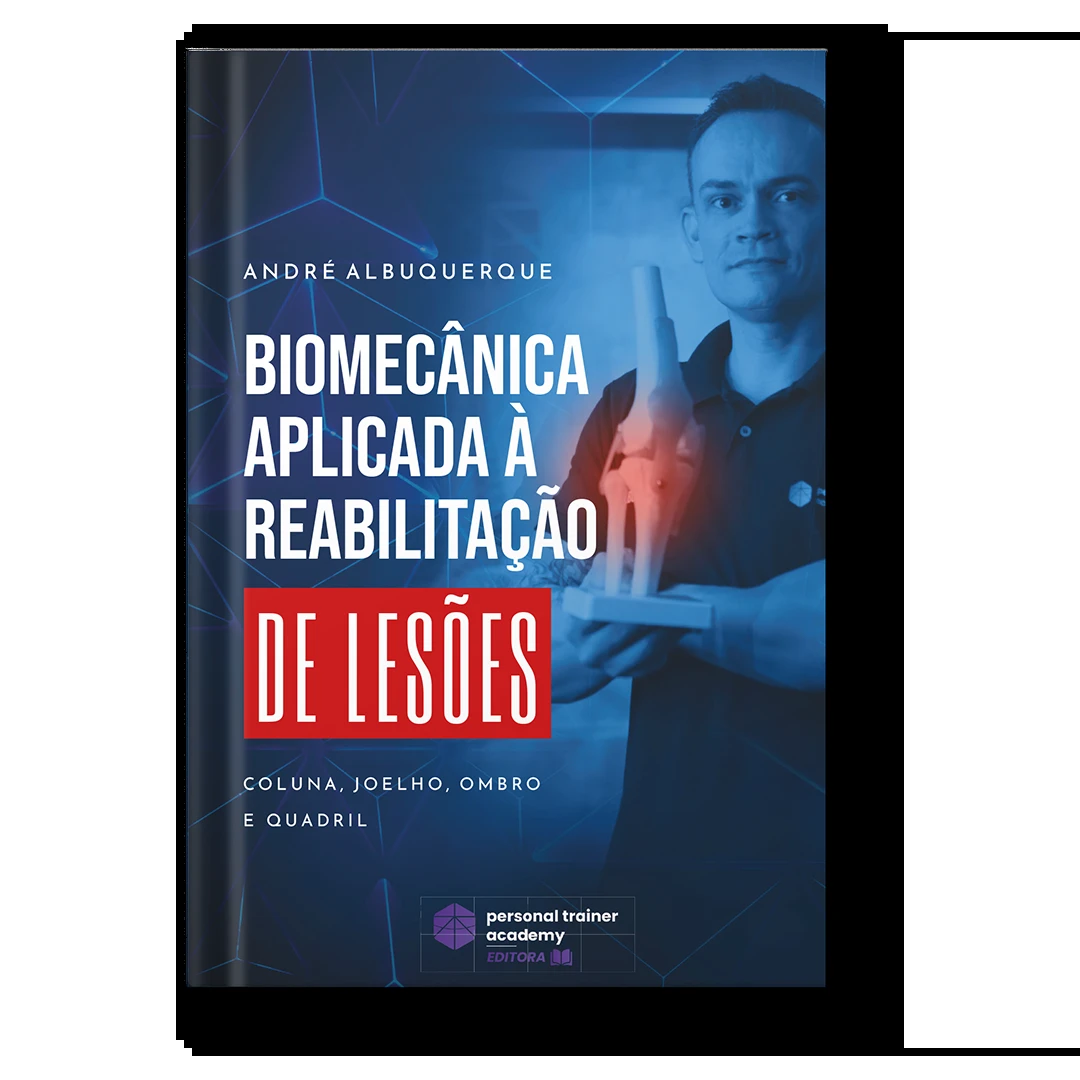 ANDRÉ ALBUQUERQUE
BIOMECÂNICA
APLICADA À
REABILITAÇÃO
DE LESÕES
COLUNA, JOELHO, OMBRO
E QUADRIL
personal trainer
academy
EDITORA